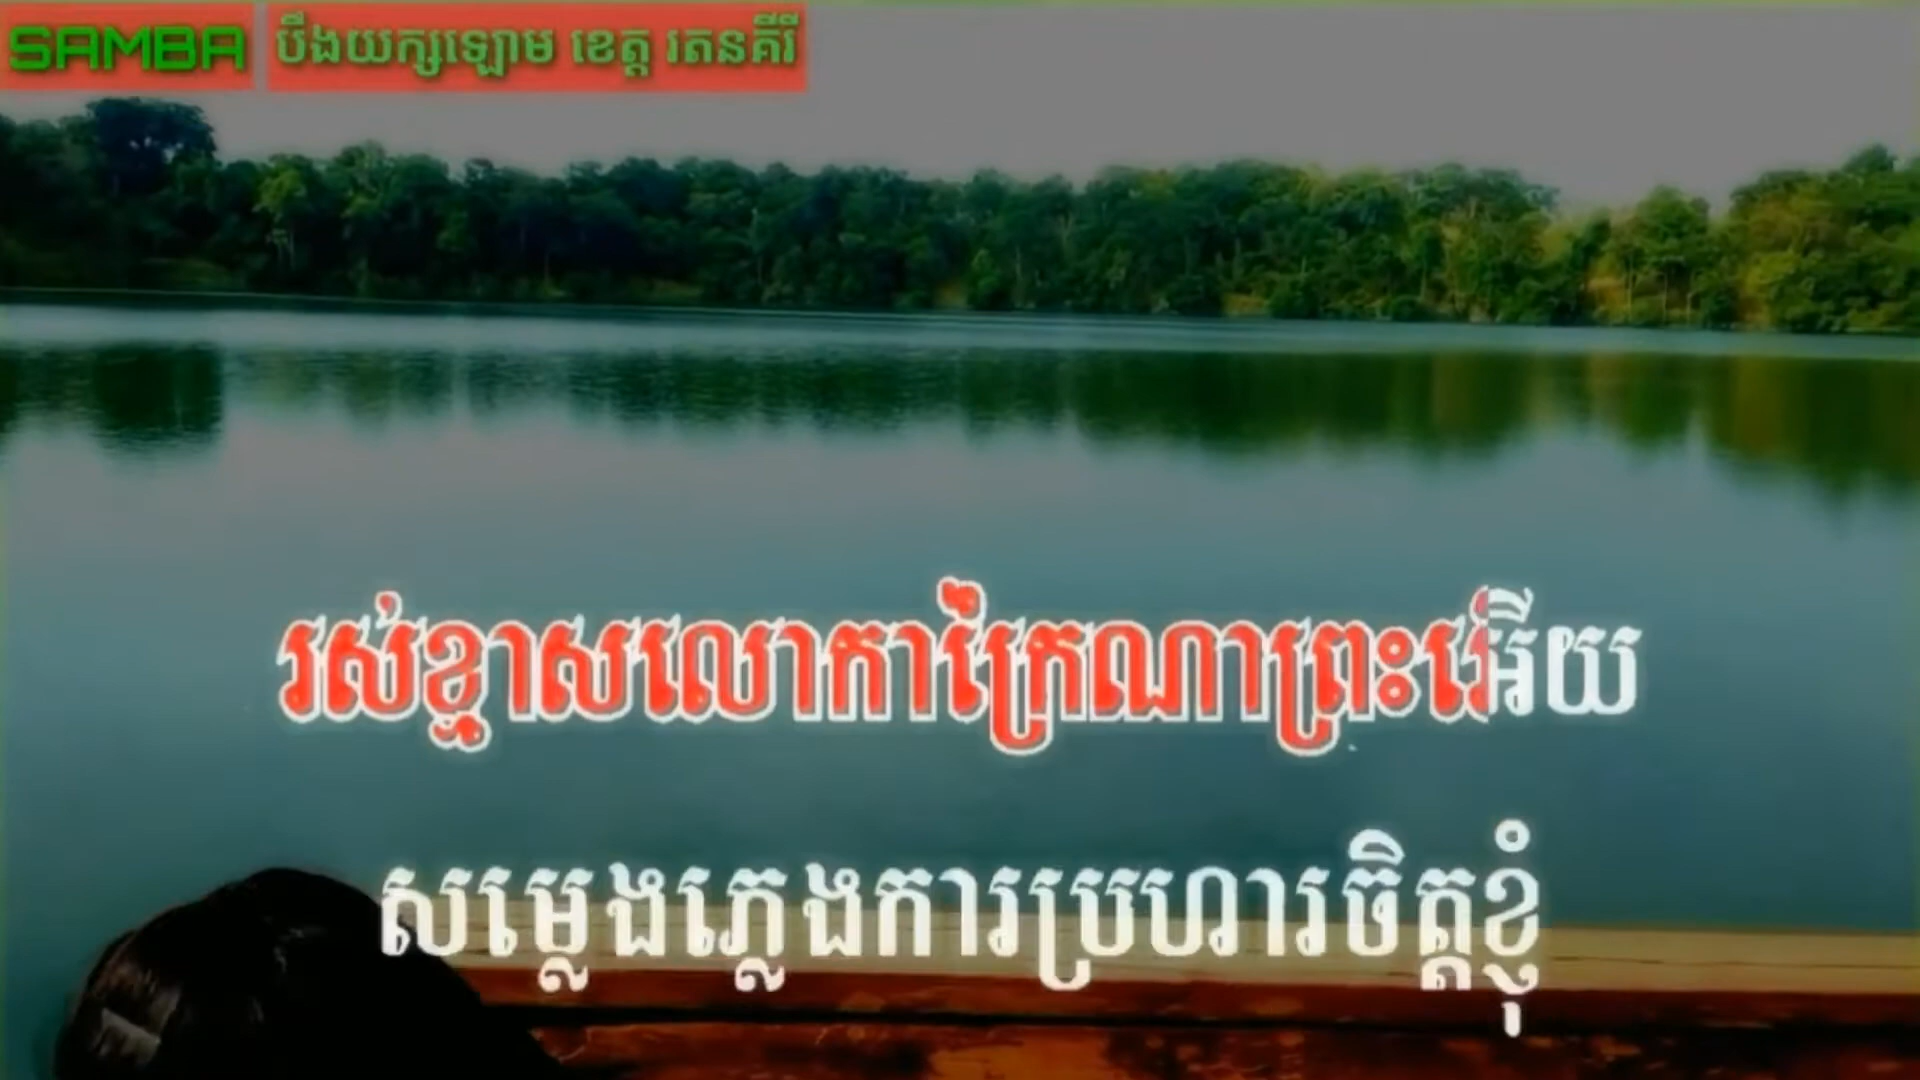 SAMBA បឹងយក្សឡោម ខេត្ត រតនគីរី
រស់ខ្មាសលោកាក្រៃណាព្រះអើយ
សម្លេងភ្លេងការប្រហារចិត្តខ្ញុំ